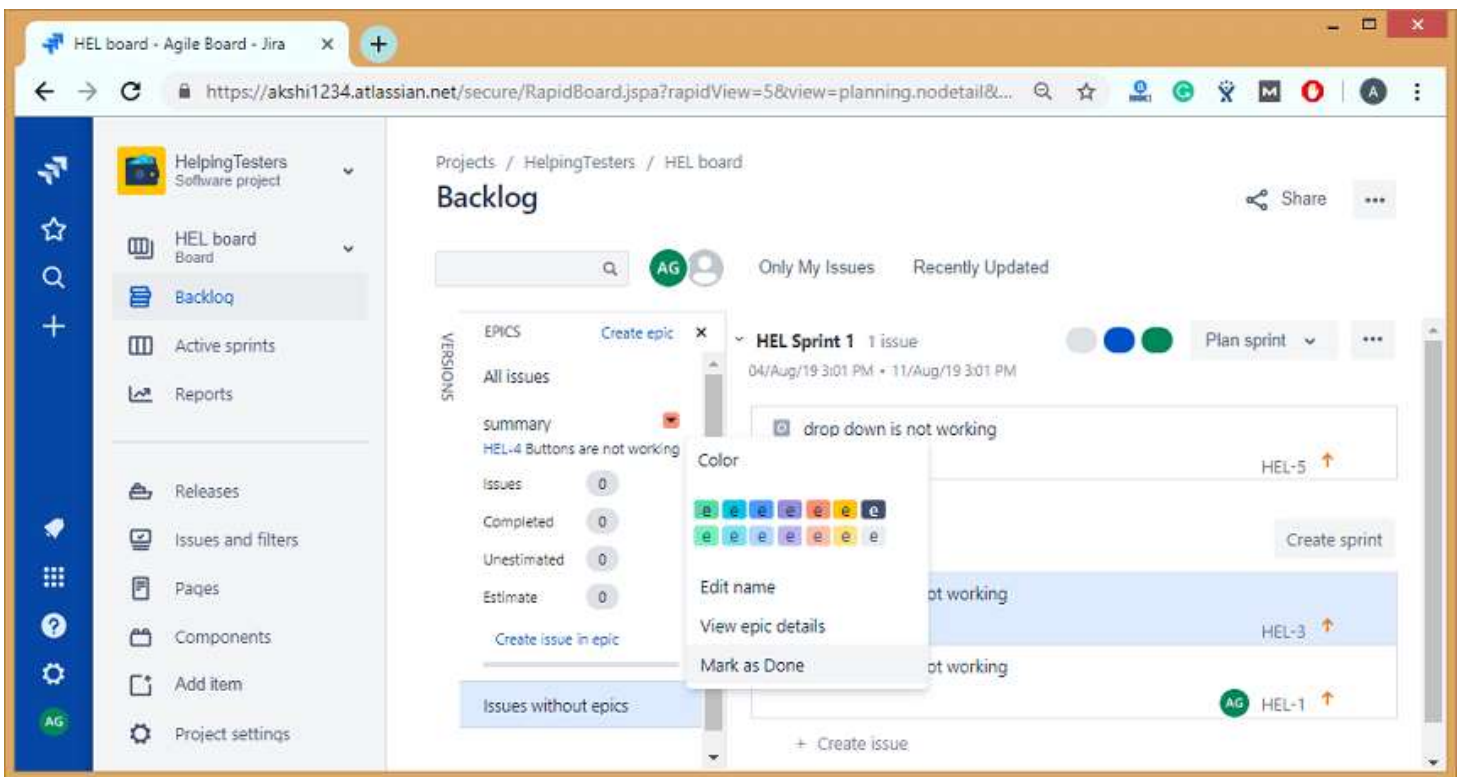 HEL board - Agile Board - Jira
https://akshi1234.atlassian.net/secure/RapidBoard.jspa?rapidView=5&view=planning.nodetail&...
A
HelpingTesters
Software project
HEL board
Board
Backlog
Active sprints
Reports
Releases
Issues and filters
Pages
Components
Add item
Project settings
AG
Projects / HelpingTesters / HEL board
Backlog
Share
AG
Only My Issues Recently Updated
VERSIONS
EPICS Create epic
All issues
summary
HEL-4 Buttons are not working
Issues 0
Completed 0
Unestimated 0
Estimate 0
Create issue in epic
Issues without epics
Color
e e e e e e e
e e e e e e e
Edit name
View epic details
Mark as Done
HEL Sprint 1 1 issue
Plan sprint
04/Aug/19 3:01 PM • 11/Aug/19 3:01 PM
drop down is not working
HEL-5
Create sprint
ot working
HEL-3
ot working
AG HEL-1
+ Create issue